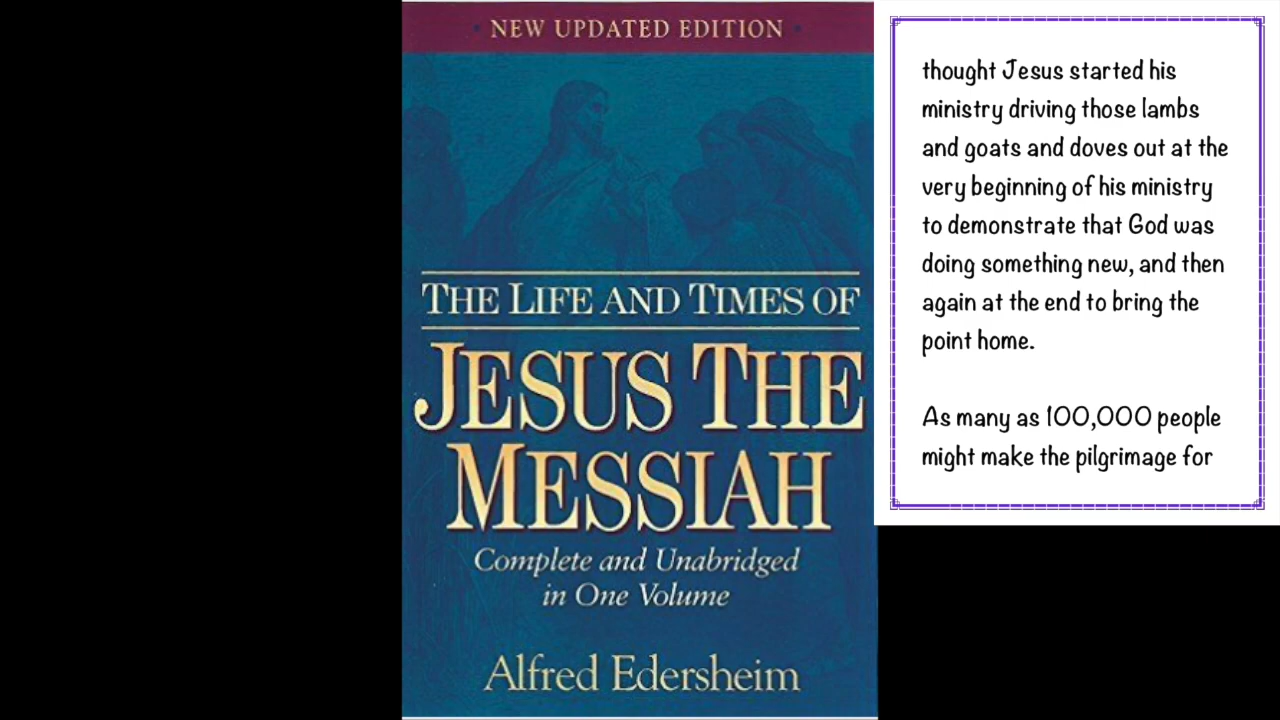 NEW UPDATED EDITION
THE LIFE AND TIMES OF
JESUS THE
MESSIAH
Complete and Unabridged
in One Volume
Alfred Edersheim
thought Jesus started his
ministry driving those lambs
and goats and doves out at the
very beginning of his ministry
to demonstrate that God was
doing something new, and then
again at the end to bring the
point home.
As many as 100,000 people
might make the pilgrimage for